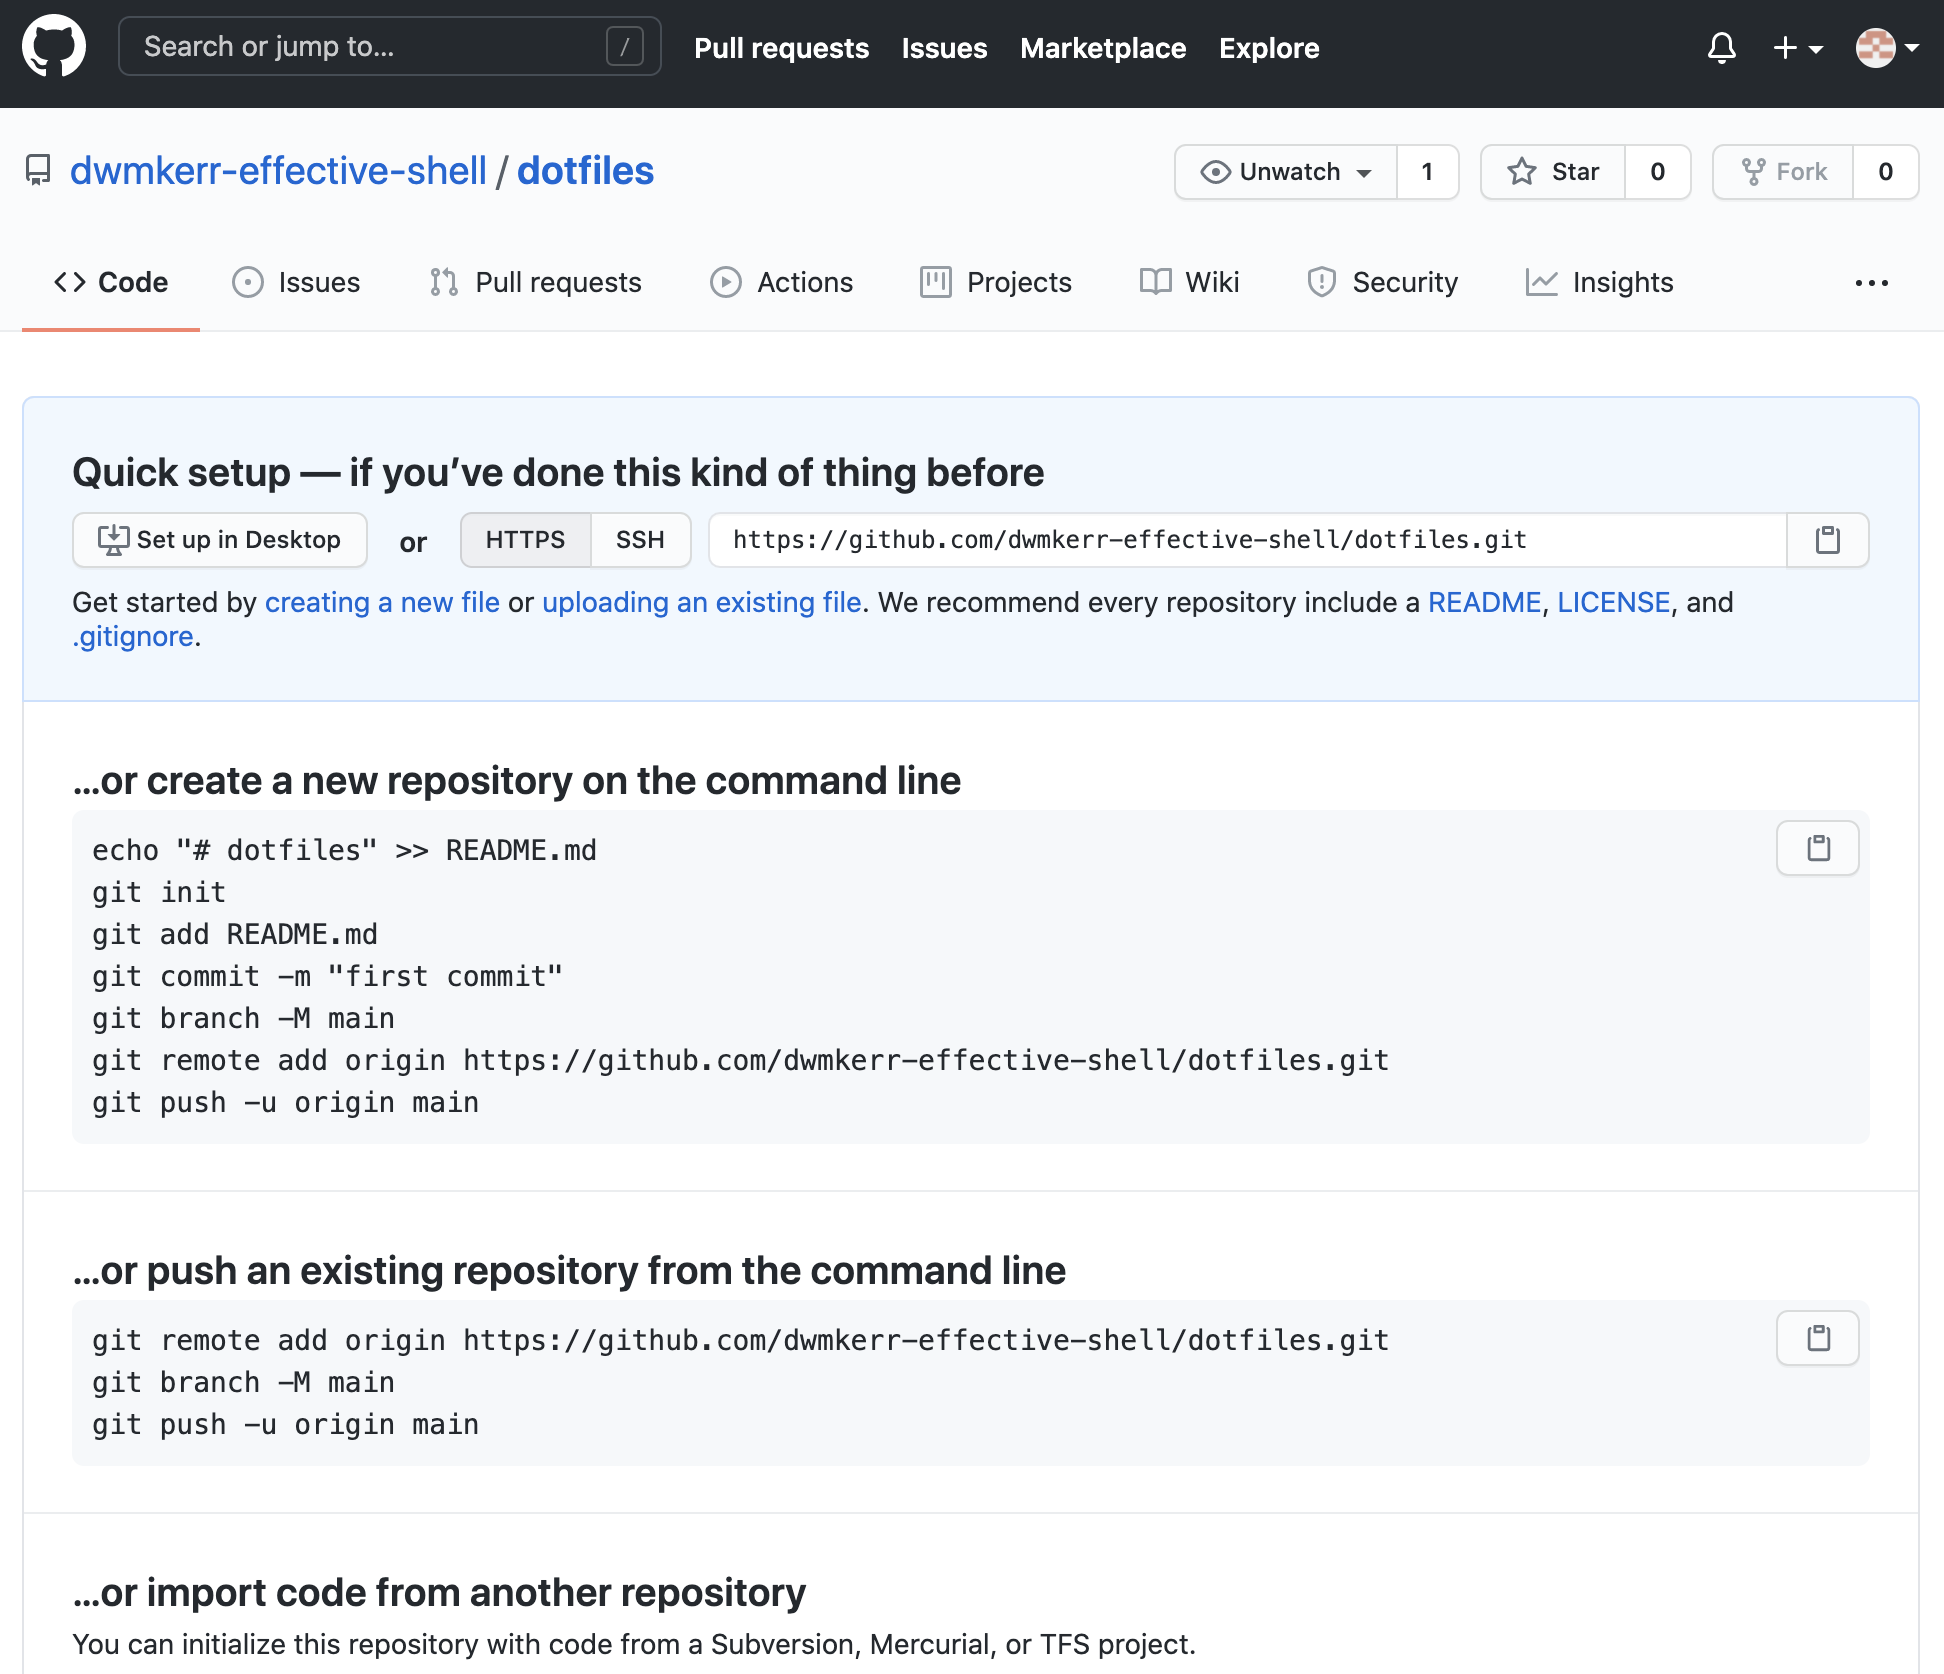 Search or jump to... / Pull requests Issues Marketplace Explore
dwmkerr-effective-shell / dotfiles Unwatch 1 Star 0 Fork 0
Code Issues Pull requests Actions Projects Wiki Security Insights
Quick setup — if you’ve done this kind of thing before
Set up in Desktop or HTTPS SSH https://github.com/dwmkerr-effective-shell/dotfiles.git
Get started by creating a new file or uploading an existing file. We recommend every repository include a README, LICENSE, and
.gitignore.
…or create a new repository on the command line
echo "# dotfiles" >> README.md
git init
git add README.md
git commit -m "first commit"
git branch -M main
git remote add origin https://github.com/dwmkerr-effective-shell/dotfiles.git
git push -u origin main
…or push an existing repository from the command line
git remote add origin https://github.com/dwmkerr-effective-shell/dotfiles.git
git branch -M main
git push -u origin main
…or import code from another repository
You can initialize this repository with code from a Subversion, Mercurial, or TFS project.